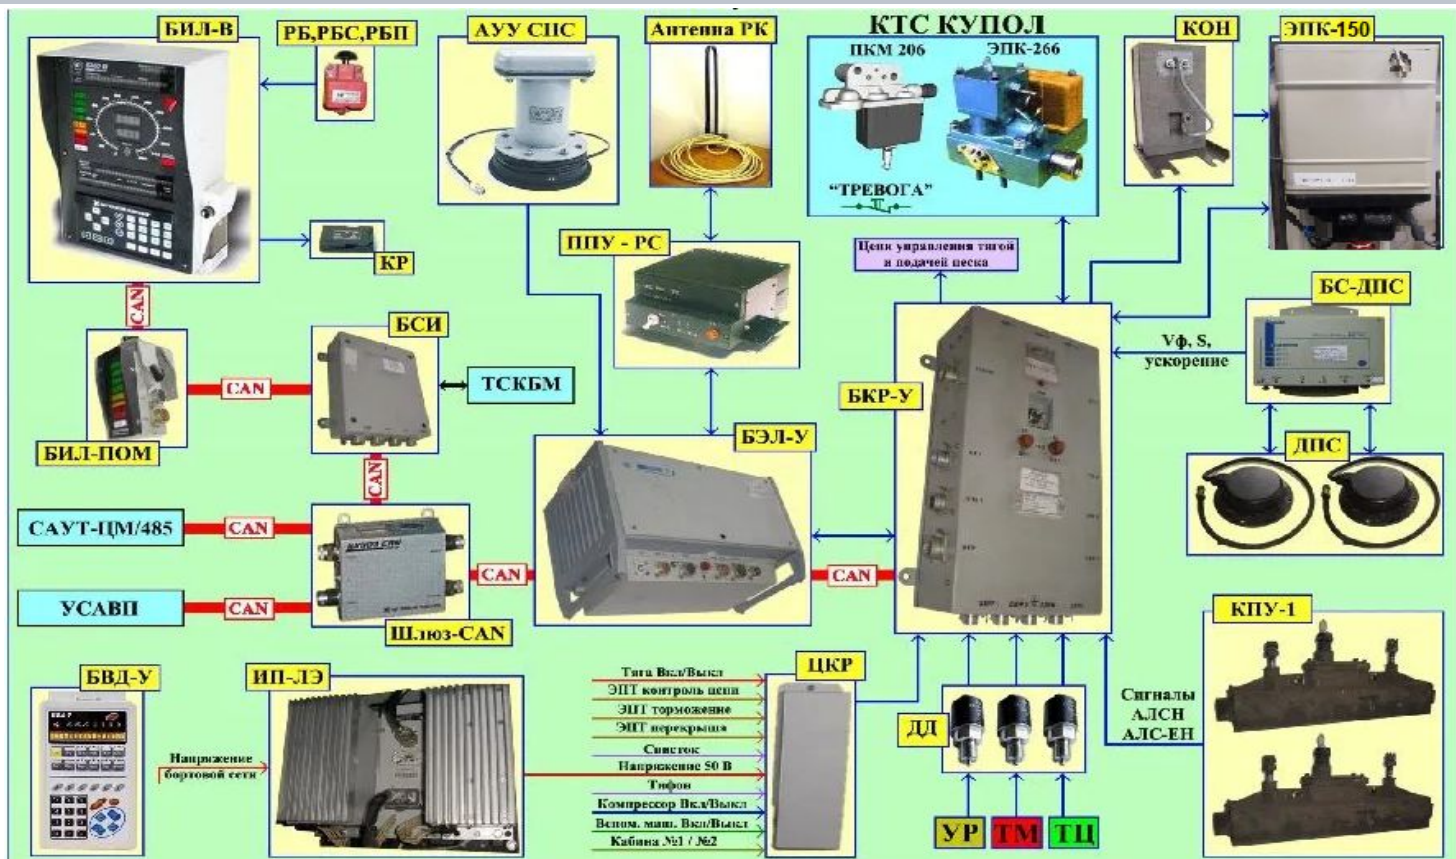 БИЛ-В
РБ,РБС,РБП
АУУ СНС
Антенна РК
КТС КУПОЛ
ПКМ 206
ЭПК-266
“ТРЕВОГА”
КОН
ЭПК-150
КР
CAN
ППУ - РС
Цепи управления тягой
и подачей песка
БС-ДПС
Vф, S,
ускорение
БСИ
CAN
ТСКБМ
БКР-У
БИЛ-ПОМ
БЭЛ-У
ДПС
CAN
САУТ-ЦМ/485
CAN
CAN
CAN
УСАВП
CAN
Шлюз-CAN
КПУ-1
БВД-У
ИП-ЛЭ
ЦКР
Тяга Вкл/Выкл
ЭПТ контроль цепи
ЭПТ торможение
ЭПТ перекрыша
Свисток
Напряжение 50 В
Тифон
Компрессор Вкл/Выкл
Вспом. маш. Вкл/Выкл
Кабина №1 / №2
Напряжение
бортовой сети
ДД
Сигналы
АЛСН
АЛС-ЕН
УР
ТМ
ТЦ